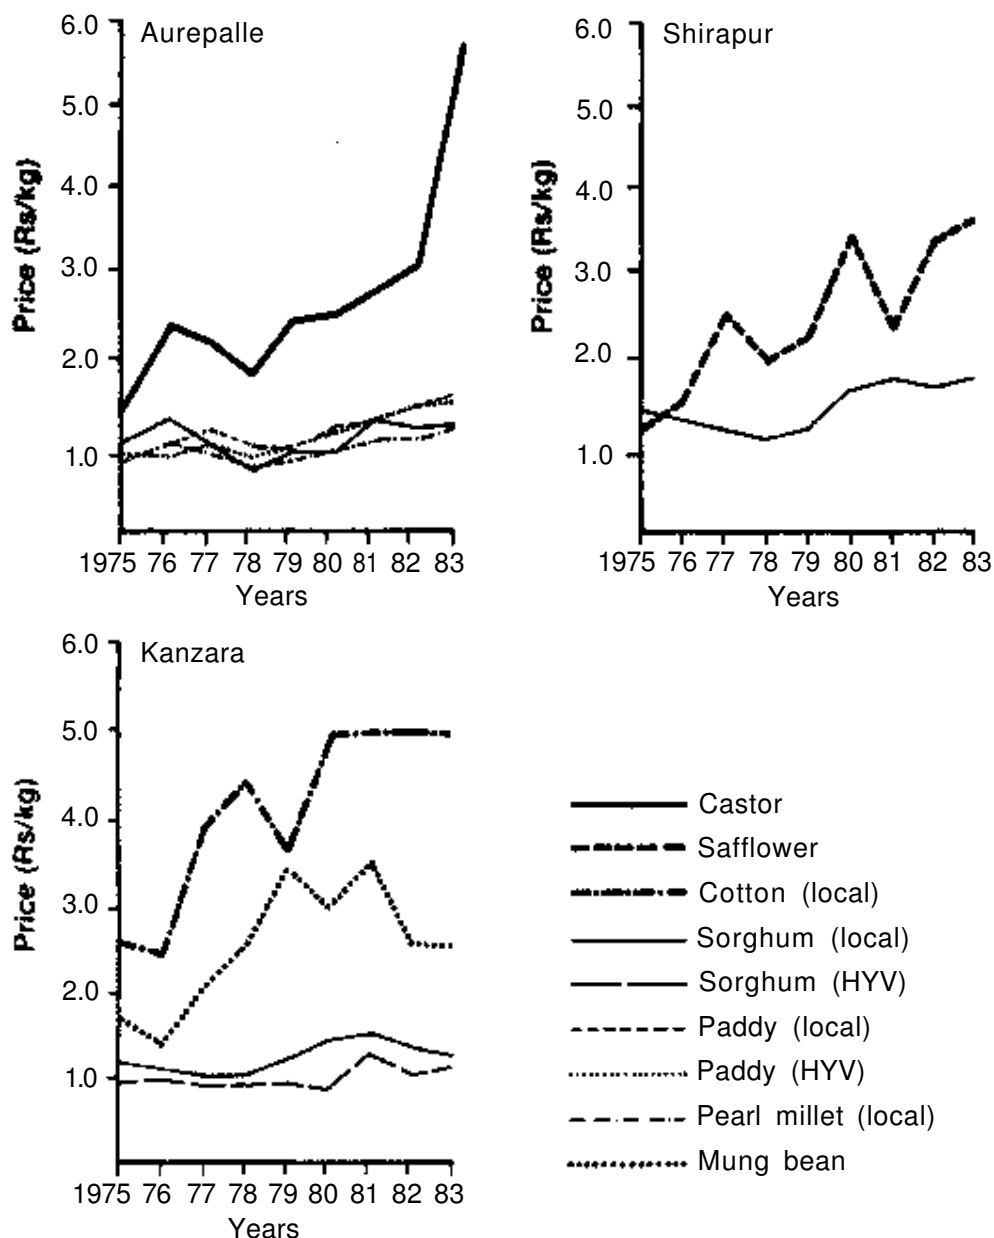 Aurepalle
Price (Rs/kg)
6.0
5.0
4.0
3.0
2.0
1.0
1975 76 77 78 79 80 81 82 83
Years
Shirapur
Price (Rs/kg)
6.0
5.0
4.0
3.0
2.0
1.0
1975 76 77 78 79 80 81 82 83
Years
Kanzara
Price (Rs/kg)
6.0
5.0
4.0
3.0
2.0
1.0
1975 76 77 78 79 80 81 82 83
Years
Castor
Safflower
Cotton (local)
Sorghum (local)
Sorghum (HYV)
Paddy (local)
Paddy (HYV)
Pearl millet (local)
Mung bean